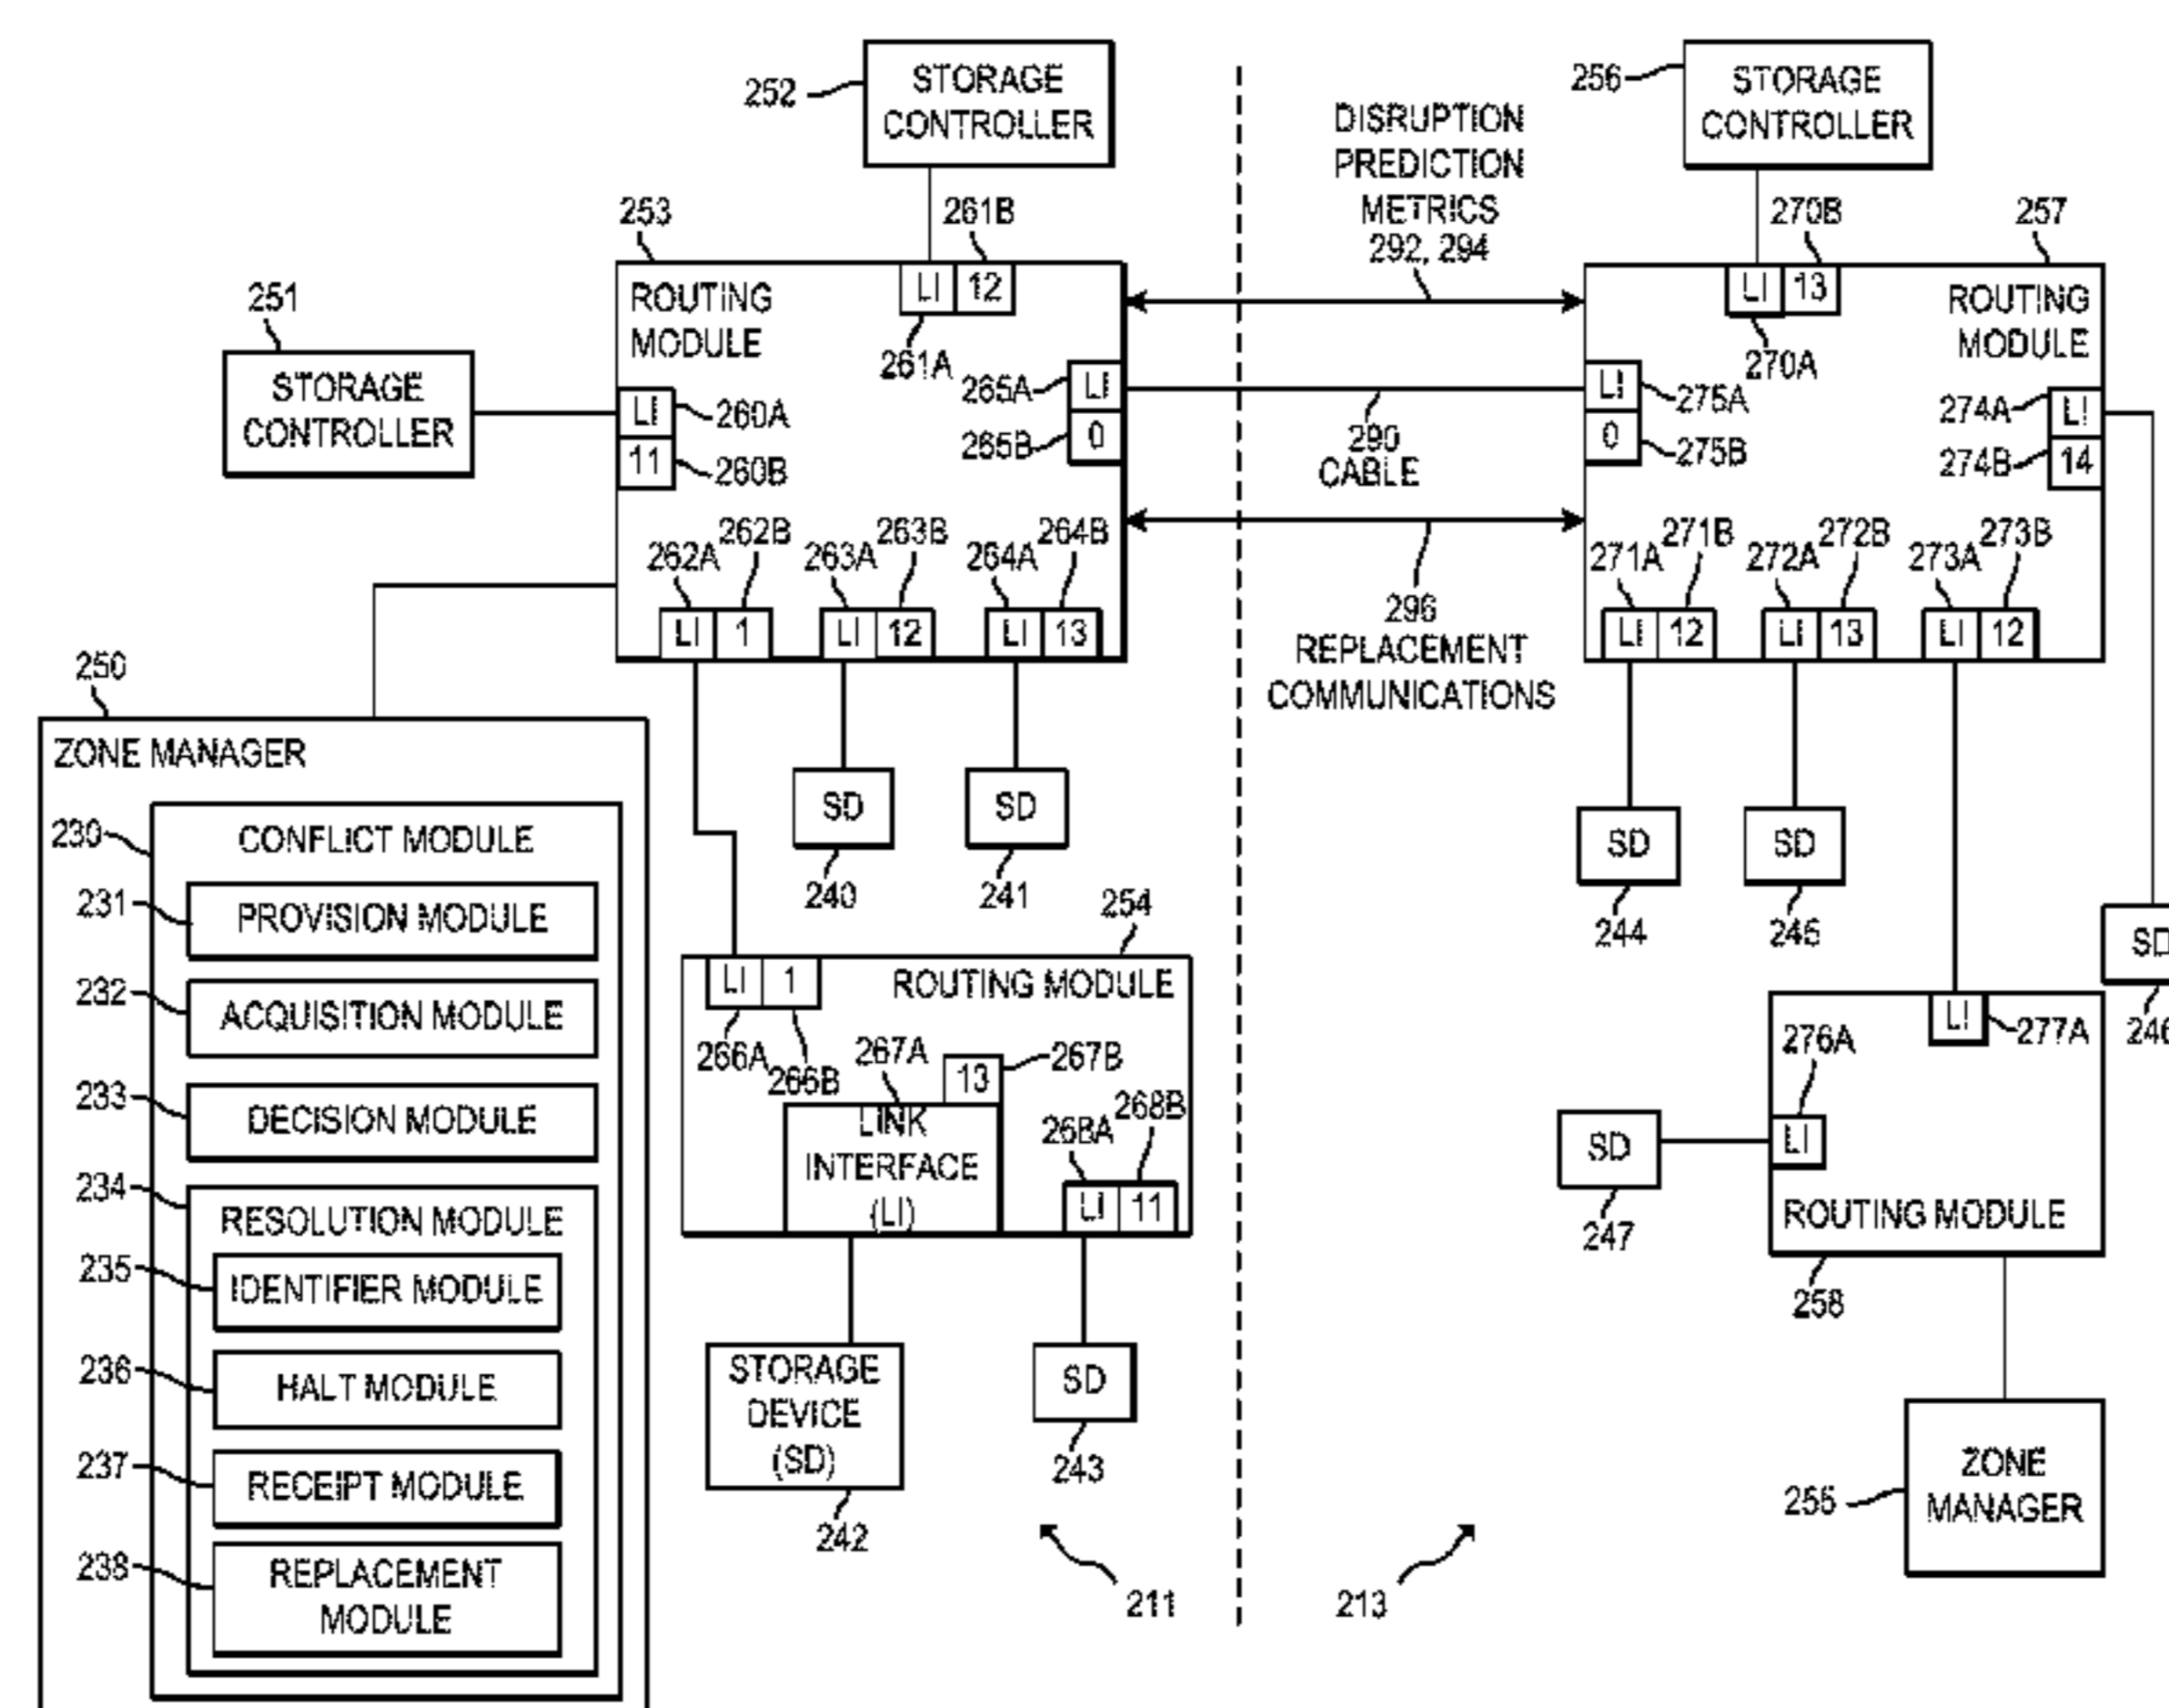 252
STORAGE
CONTROLLER
256
STORAGE
CONTROLLER
DISRUPTION
PREDICTION
METRICS
292, 294
253
261B
270B
257
251
STORAGE
CONTROLLER
ROUTING
MODULE
LI 12
261A
LI 13
270A
ROUTING
MODULE
LI
260A
11
260B
265A
LI
265B
0
290
CABLE
LI
275A
0
275B
274A
LI
274B
14
262A
262B
263A
263B
264A
264B
LI 1
LI 12
LI 13
296
REPLACEMENT
COMMUNICATIONS
271A
271B
272A
272B
273A
273B
LI 12
LI 13
LI 12
250
ZONE MANAGER
230
CONFLICT MODULE
231
PROVISION MODULE
232
ACQUISITION MODULE
233
DECISION MODULE
234
RESOLUTION MODULE
235
IDENTIFIER MODULE
236
HALT MODULE
237
RECEIPT MODULE
238
REPLACEMENT
MODULE
SD
240
SD
241
254
LI 1
ROUTING MODULE
266A
266B
267A
13
267B
LINK
INTERFACE
(LI)
268A
268B
LI 11
STORAGE
DEVICE
(SD)
242
SD
243
211
SD
244
SD
245
SD
246
LI
277A
276A
LI
SD
247
ROUTING MODULE
258
ZONE
MANAGER
255
213